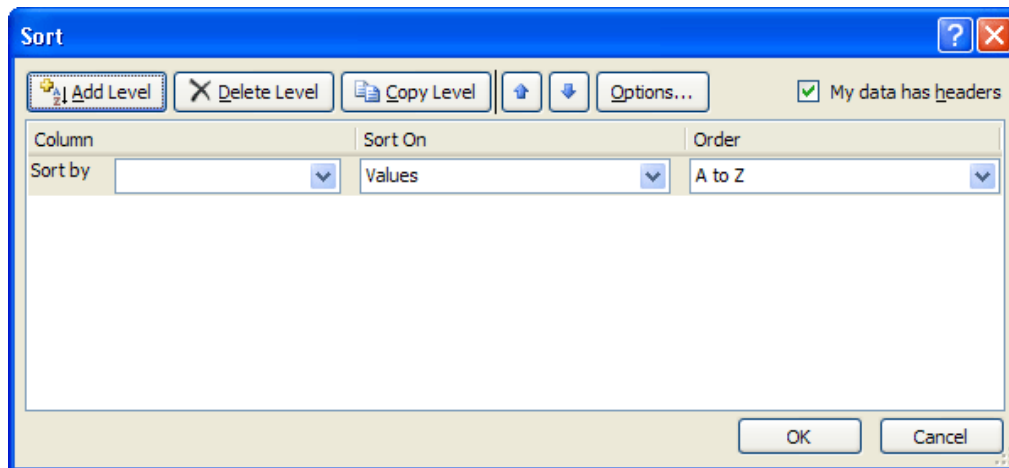 Sort
Add Level Delete Level Copy Level Options... My data has headers
Column Sort On Order
Sort by Values A to Z
OK Cancel